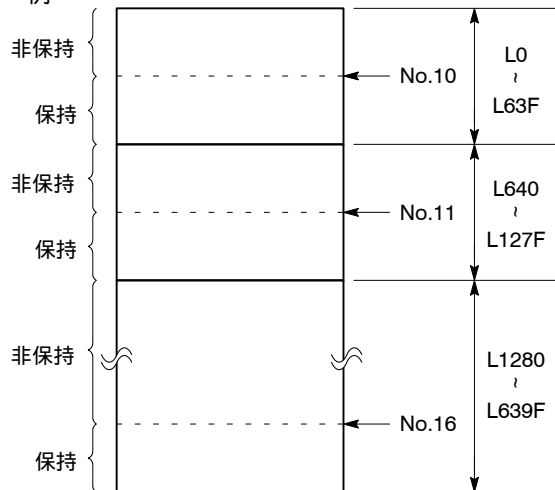 例
非保持
No.10
L0
~
L63F
保持
非保持
No.11
L640
~
L127F
保持
非保持
L1280
~
L639F
No.16
保持